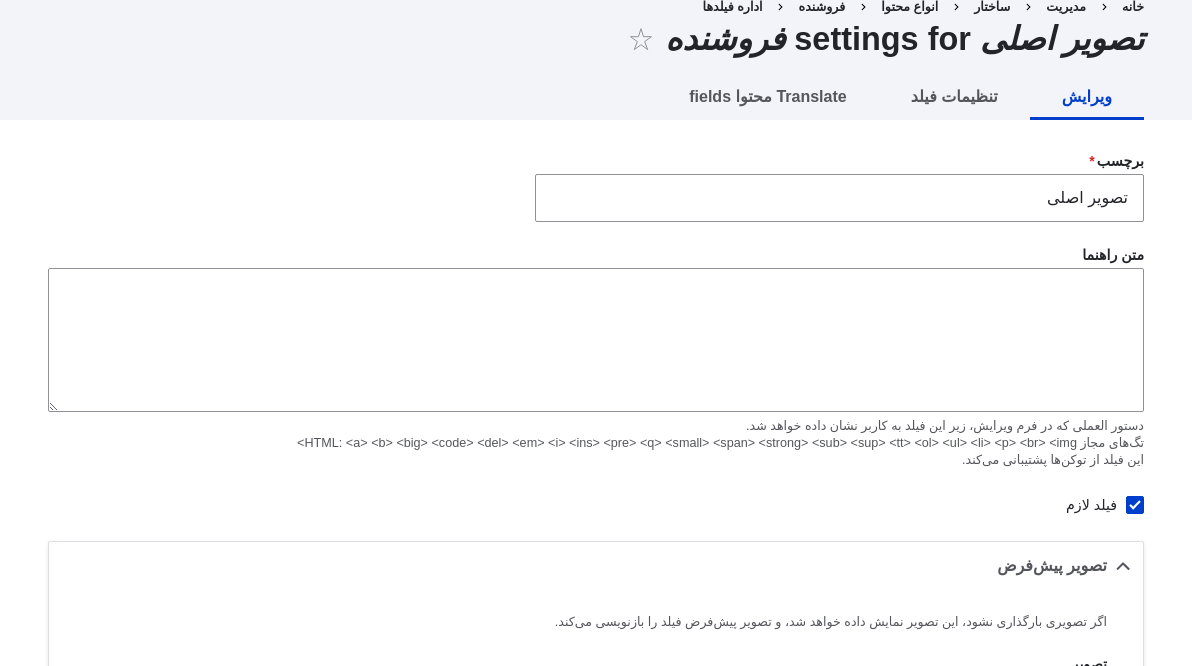 خانه › مدیریت › ساختار › انواع محتوا › فروشنده › اداره فیلدها
تصویر اصلی settings for فروشنده ☆
ویرایش تنظیمات فیلد Translate محتوا fields
برچسب *
تصویر اصلی
متن راهنما
دستور العملی که در فرم ویرایش، زیر این فیلد به کاربر نشان داده خواهد شد.
تگ‌های مجاز HTML: <a> <b> <big> <code> <del> <em> <i> <ins> <pre> <q> <small> <span> <strong> <sub> <sup> <tt> <ol> <ul> <li> <p> <br> <img>
این فیلد از توکن‌ها پشتیبانی می‌کند.
فیلد لازم
تصویر پیش‌فرض
اگر تصویری بارگذاری نشود، این تصویر نمایش داده خواهد شد، و تصویر پیش‌فرض فیلد را بازنویسی می‌کند.
تصویر